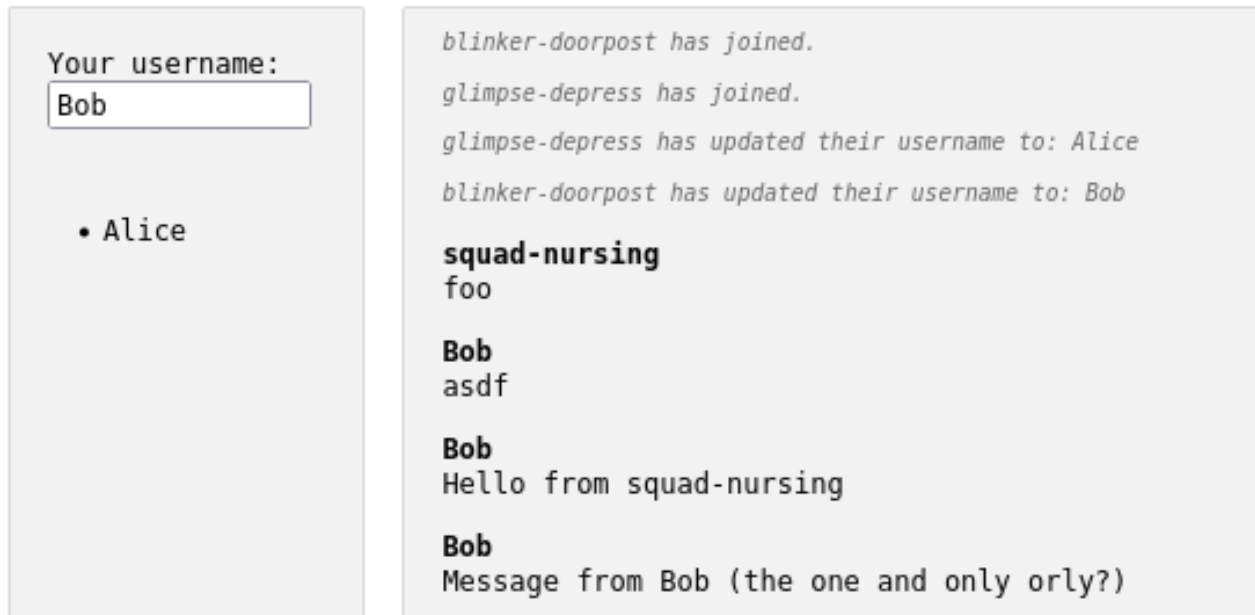 Your username:
Bob
Alice
blinker-doorpost has joined.
glimpse-depress has joined.
glimpse-depress has updated their username to: Alice
blinker-doorpost has updated their username to: Bob
squad-nursing
foo
Bob
asdf
Bob
Hello from squad-nursing
Bob
Message from Bob (the one and only orly?)